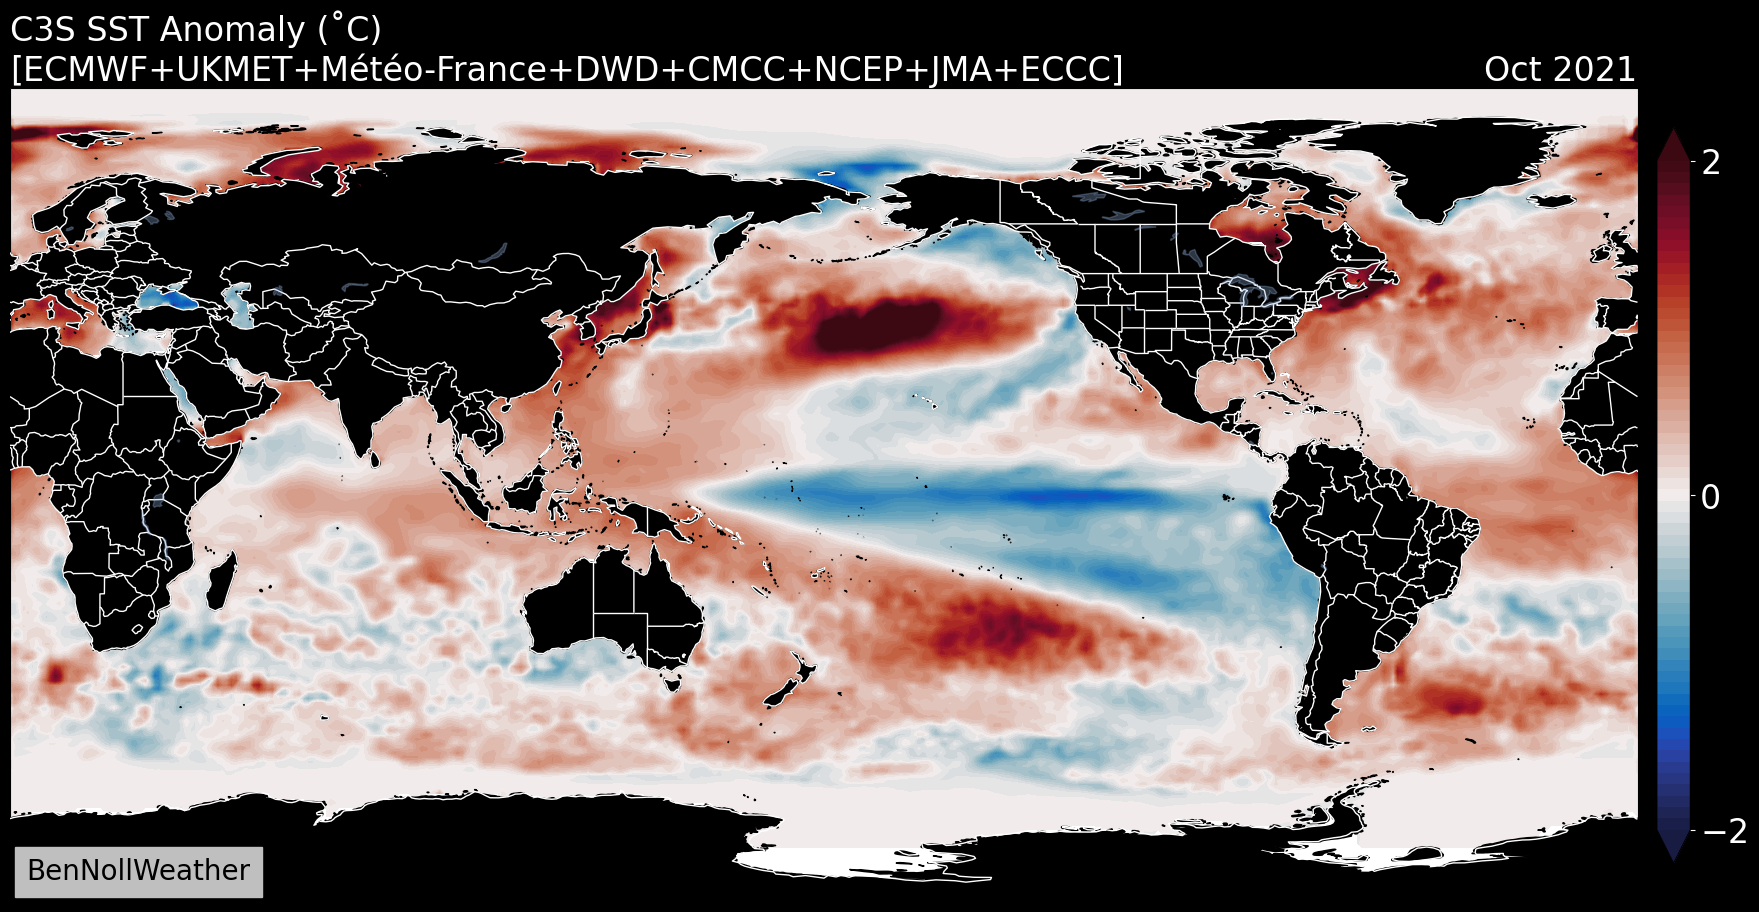 C3S SST Anomaly (˚C)
[ECMWF+UKMET+Météo-France+DWD+CMCC+NCEP+JMA+ECCC]
Oct 2021
2
0
−2
BenNollWeather